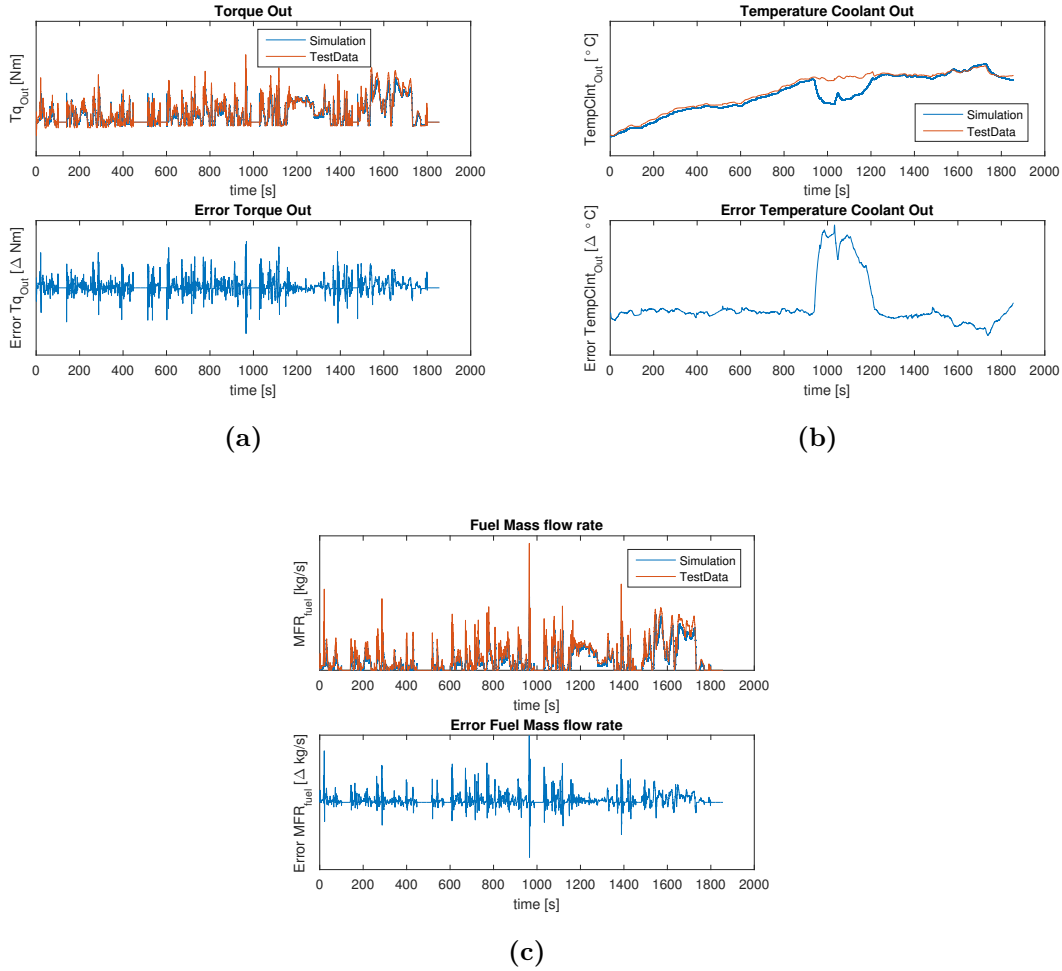 Torque Out
Tq_Out [Nm]
Simulation
TestData
0 200 400 600 800 1000 1200 1400 1600 1800 2000
time [s]
Error Torque Out
Error Tq_Out [Δ Nm]
0 200 400 600 800 1000 1200 1400 1600 1800 2000
time [s]
(a)
Temperature Coolant Out
TempClnt_Out [° C]
Simulation
TestData
0 200 400 600 800 1000 1200 1400 1600 1800 2000
time [s]
Error Temperature Coolant Out
Error TempClnt_Out [Δ ° C]
0 200 400 600 800 1000 1200 1400 1600 1800 2000
time [s]
(b)
Fuel Mass flow rate
MFR_fuel [kg/s]
Simulation
TestData
0 200 400 600 800 1000 1200 1400 1600 1800 2000
time [s]
Error Fuel Mass flow rate
Error MFR_fuel [Δ kg/s]
0 200 400 600 800 1000 1200 1400 1600 1800 2000
time [s]
(c)